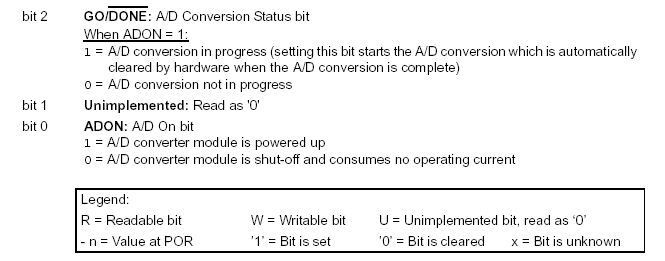 bit 2 GO/DONE: A/D Conversion Status bit
When ADON = 1:
1 = A/D conversion in progress (setting this bit starts the A/D conversion which is automatically
cleared by hardware when the A/D conversion is complete)
0 = A/D conversion not in progress
bit 1 Unimplemented: Read as '0'
bit 0 ADON: A/D On bit
1 = A/D converter module is powered up
0 = A/D converter module is shut-off and consumes no operating current
Legend:
R = Readable bit W = Writable bit U = Unimplemented bit, read as ‘0’
- n = Value at POR '1' = Bit is set '0' = Bit is cleared x = Bit is unknown